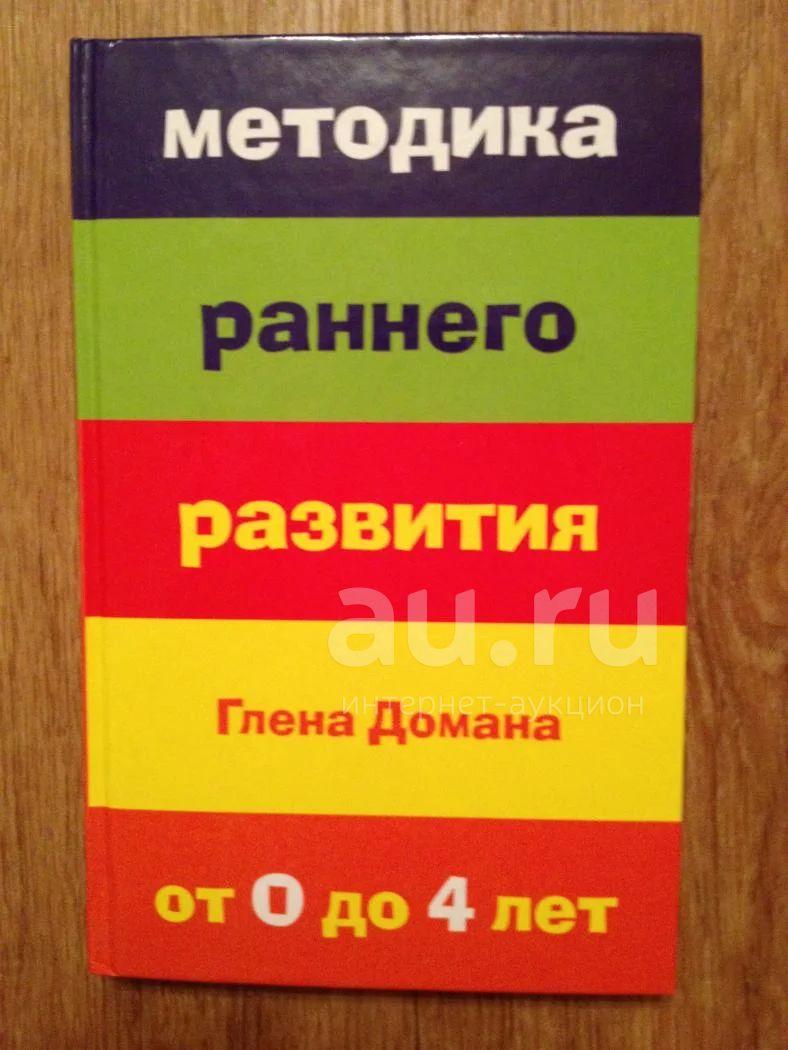 методика
раннего
развития
au.ru
интернет-аукцион
Глена Домана
от 0 до 4 лет